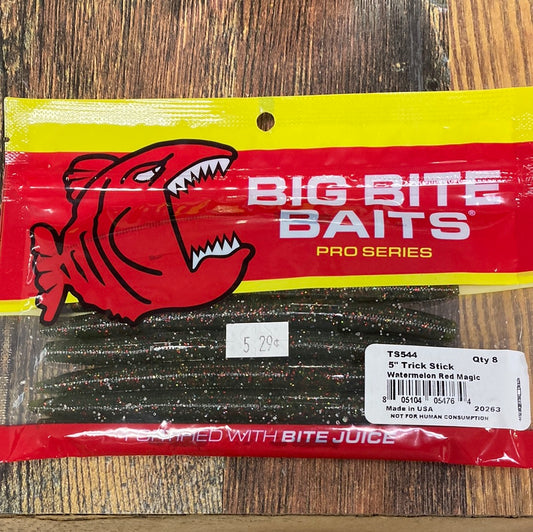 BIG BITE
BAITS®
PRO SERIES
5 29¢
TS544 Qty 8
5" Trick Stick
Watermelon Red Magic
8 05104 05476 4
Made in USA 20263
NOT FOR HUMAN CONSUMPTION
WITH BITE JUICE